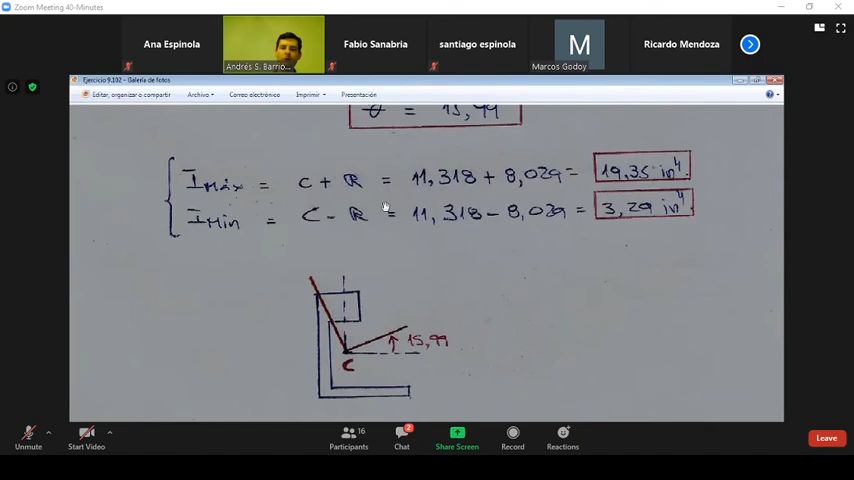 Zoom Meeting 40-Minutes
Ana Espinola
Andrés S. Barrio...
Fabio Sanabria
santiago espinola
M
Marcos Godoy
Ricardo Mendoza
Ejercicio 9.102 - Galería de fotos
Editar, organizar o compartir
Archivo
Correo electrónico
Imprimir
Presentación
θ = 15,99
Imáx = C + R = 11,318 + 8,029 = 19,35 in⁴.
Imín = C - R = 11,318 - 8,029 = 3,29 in⁴
15,99
C
Unmute
Start Video
16
Participants
2
Chat
Share Screen
Record
Reactions
Leave